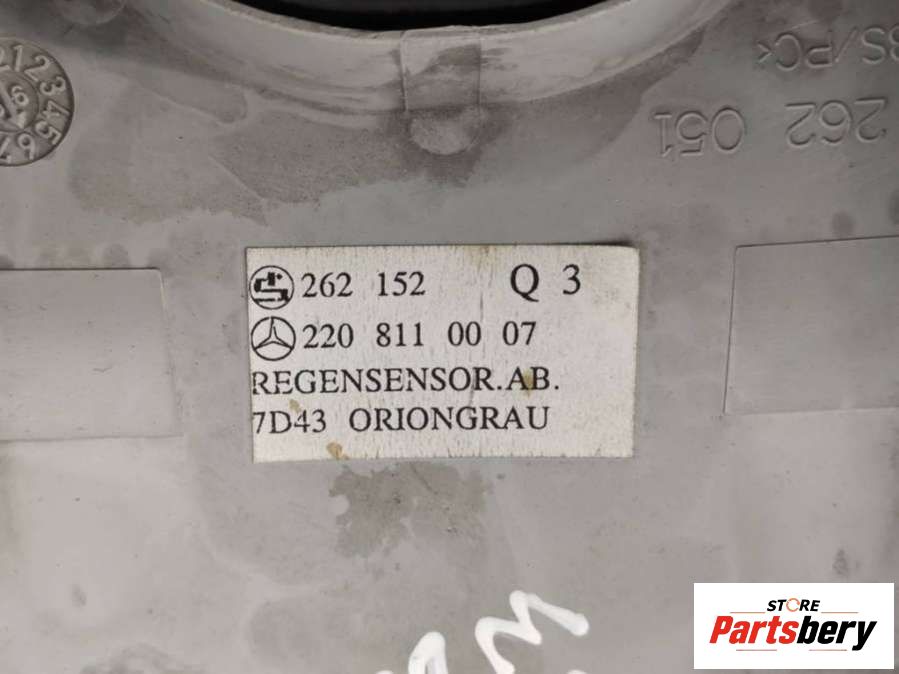 262 152 Q 3
220 811 00 07
REGENSENSOR.AB.
7D43 ORIONGRAU
262 051
STORE
Partsbery